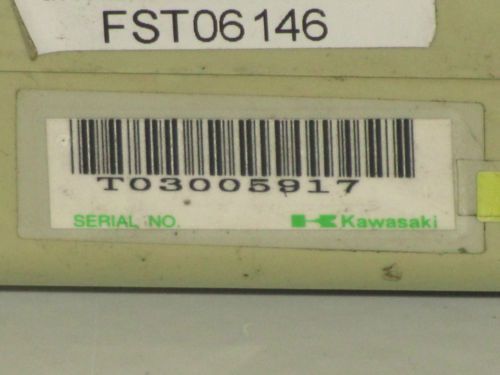 FST06146
T03005917
SERIAL NO. Kawasaki